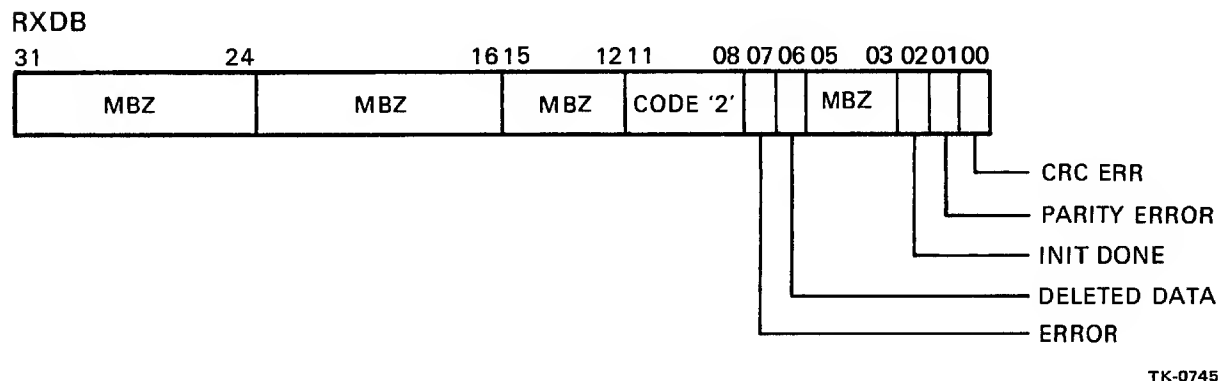 RXDB
31 24 16 15 12 11 08 07 06 05 03 02 01 00
MBZ MBZ MBZ CODE '2' MBZ
CRC ERR
PARITY ERROR
INIT DONE
DELETED DATA
ERROR
TK-0745